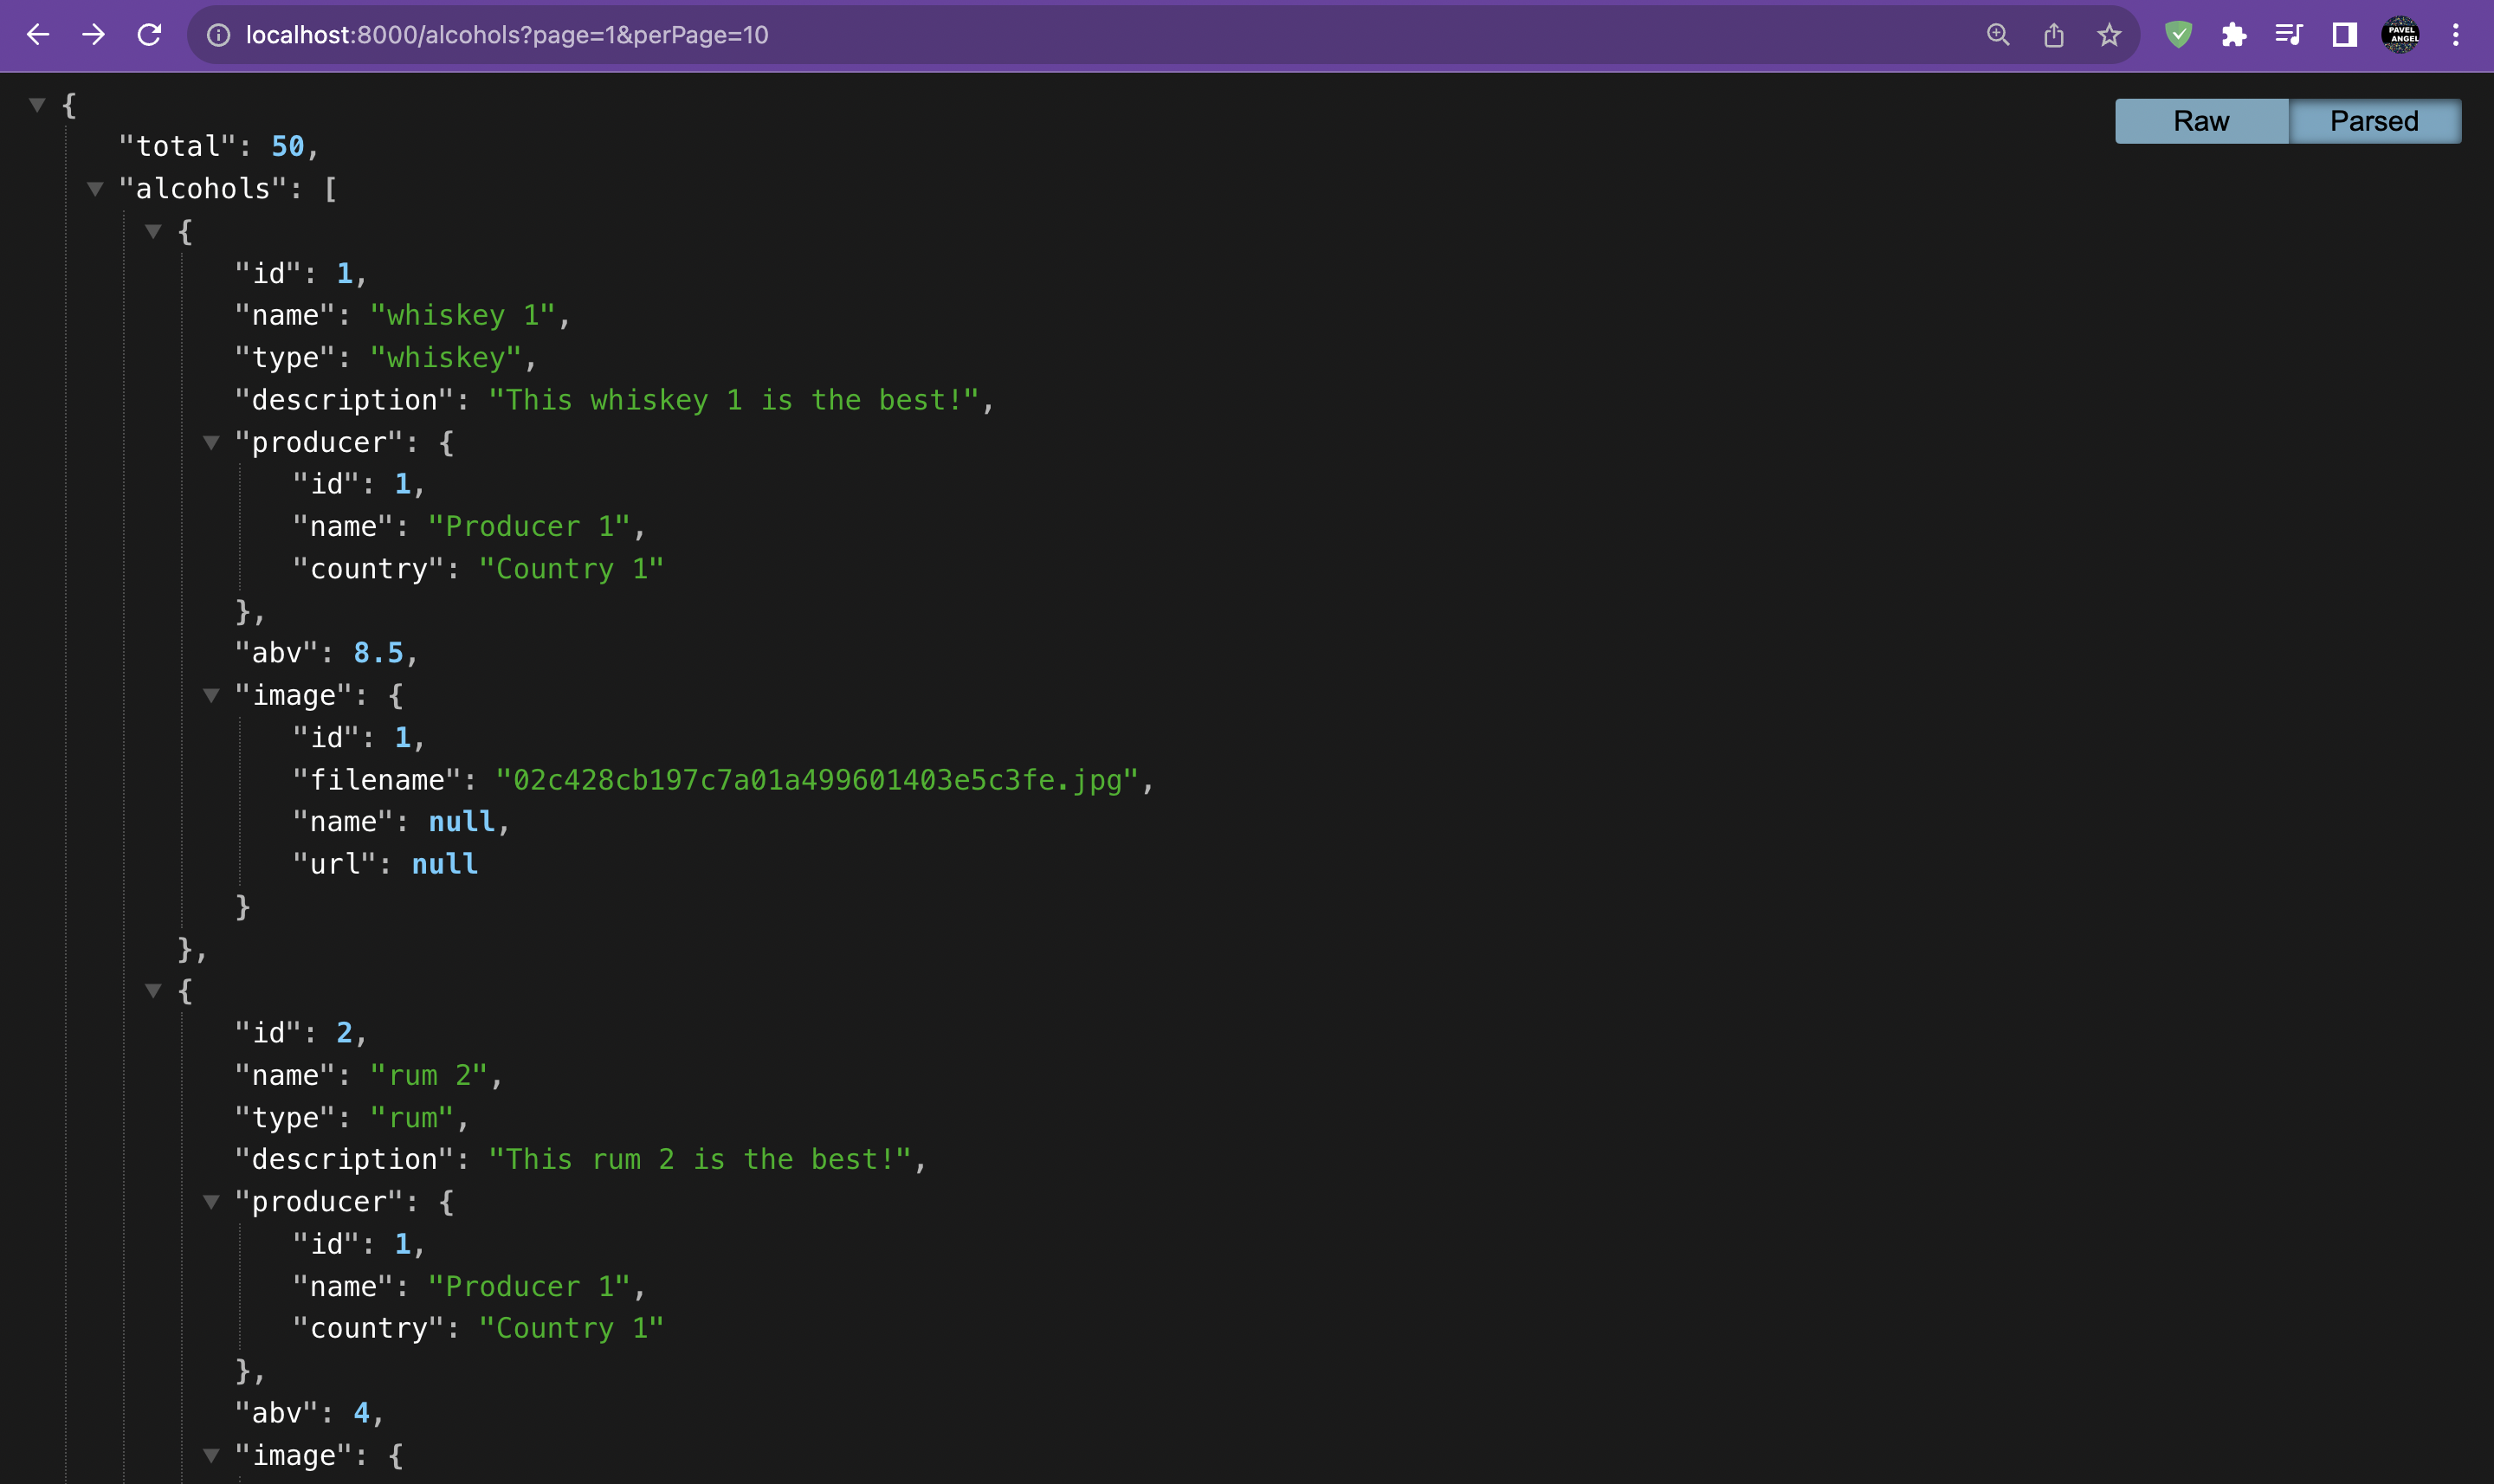 localhost:8000/alcohols?page=1&perPage=10
PAVEL
ANGEL
Raw Parsed
{
"total": 50,
"alcohols": [
{
"id": 1,
"name": "whiskey 1",
"type": "whiskey",
"description": "This whiskey 1 is the best!",
"producer": {
"id": 1,
"name": "Producer 1",
"country": "Country 1"
},
"abv": 8.5,
"image": {
"id": 1,
"filename": "02c428cb197c7a01a499601403e5c3fe.jpg",
"name": null,
"url": null
}
},
{
"id": 2,
"name": "rum 2",
"type": "rum",
"description": "This rum 2 is the best!",
"producer": {
"id": 1,
"name": "Producer 1",
"country": "Country 1"
},
"abv": 4,
"image": {